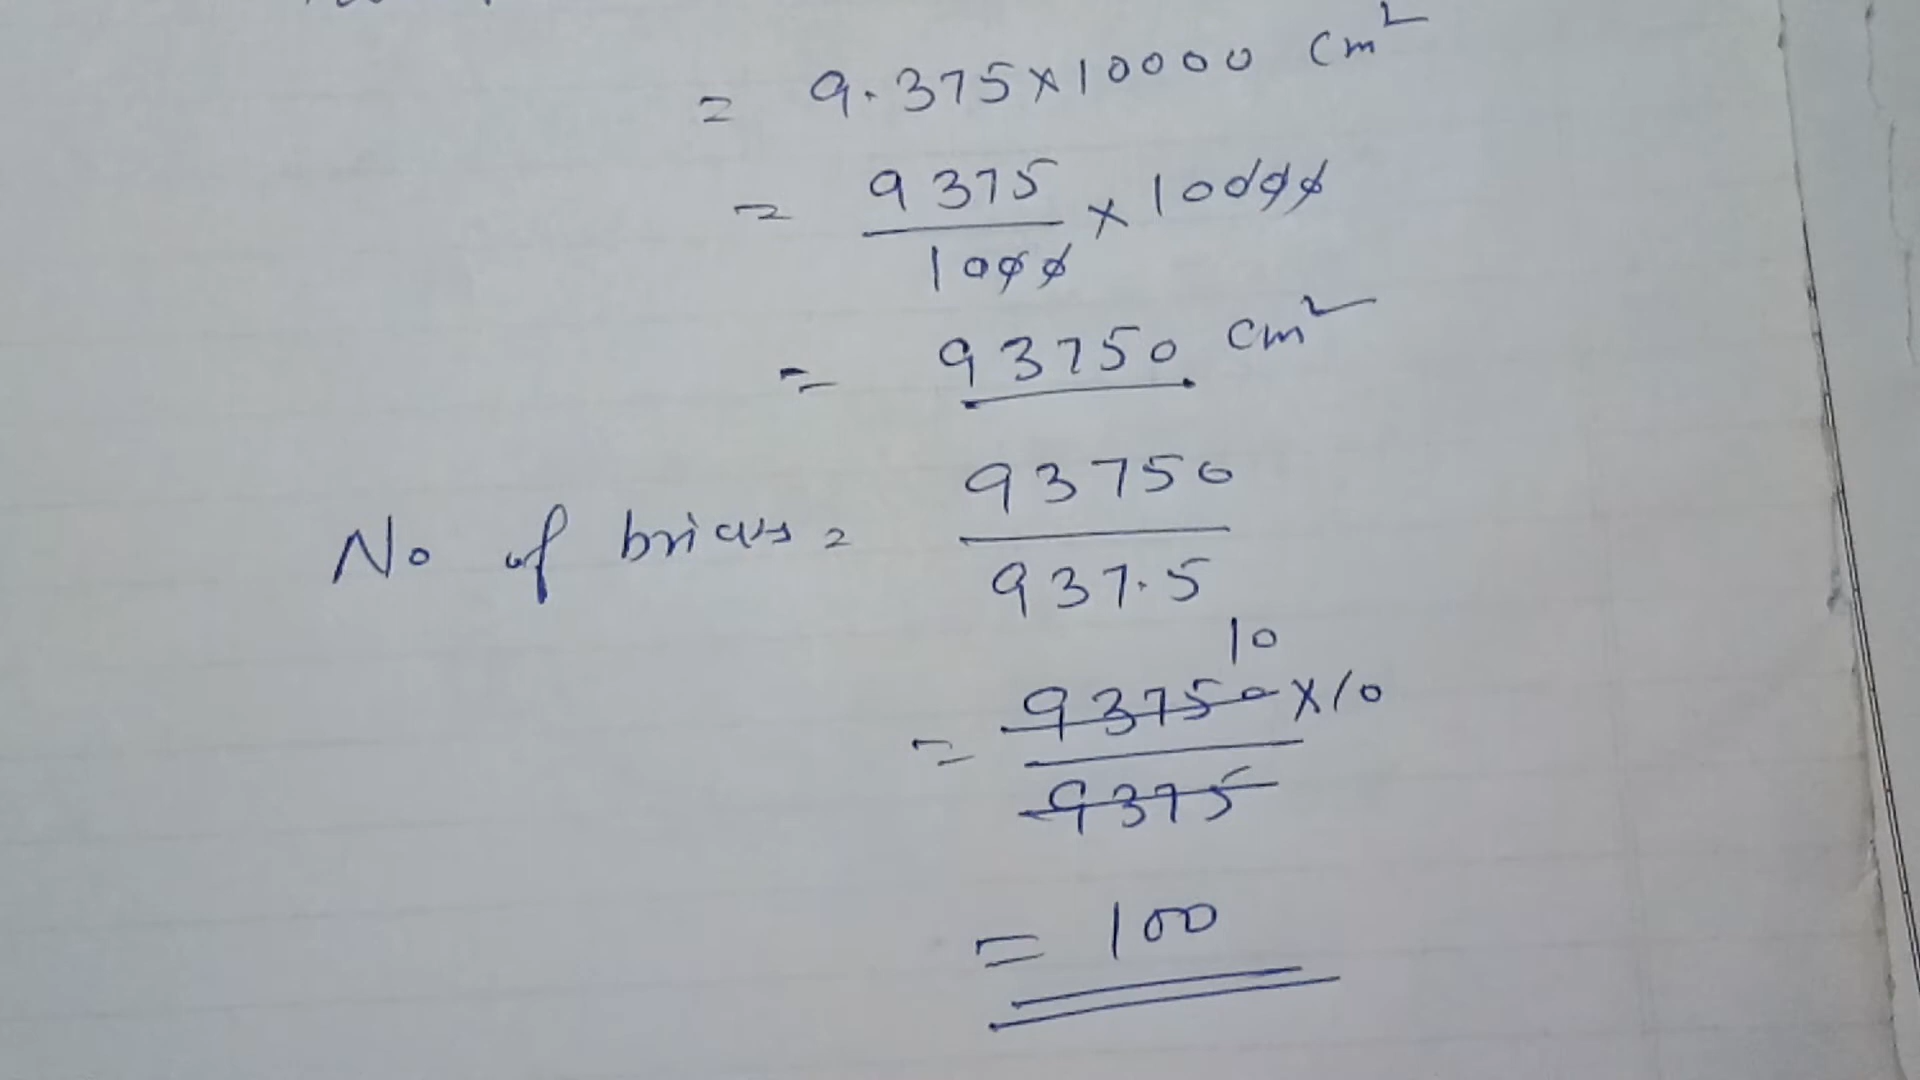 = 9.375×10000 cm²
= 9375/1000 × 10000
= 93750 cm²
No of bricks = 93750/937.5
10
= 93750×10/9375
= 100